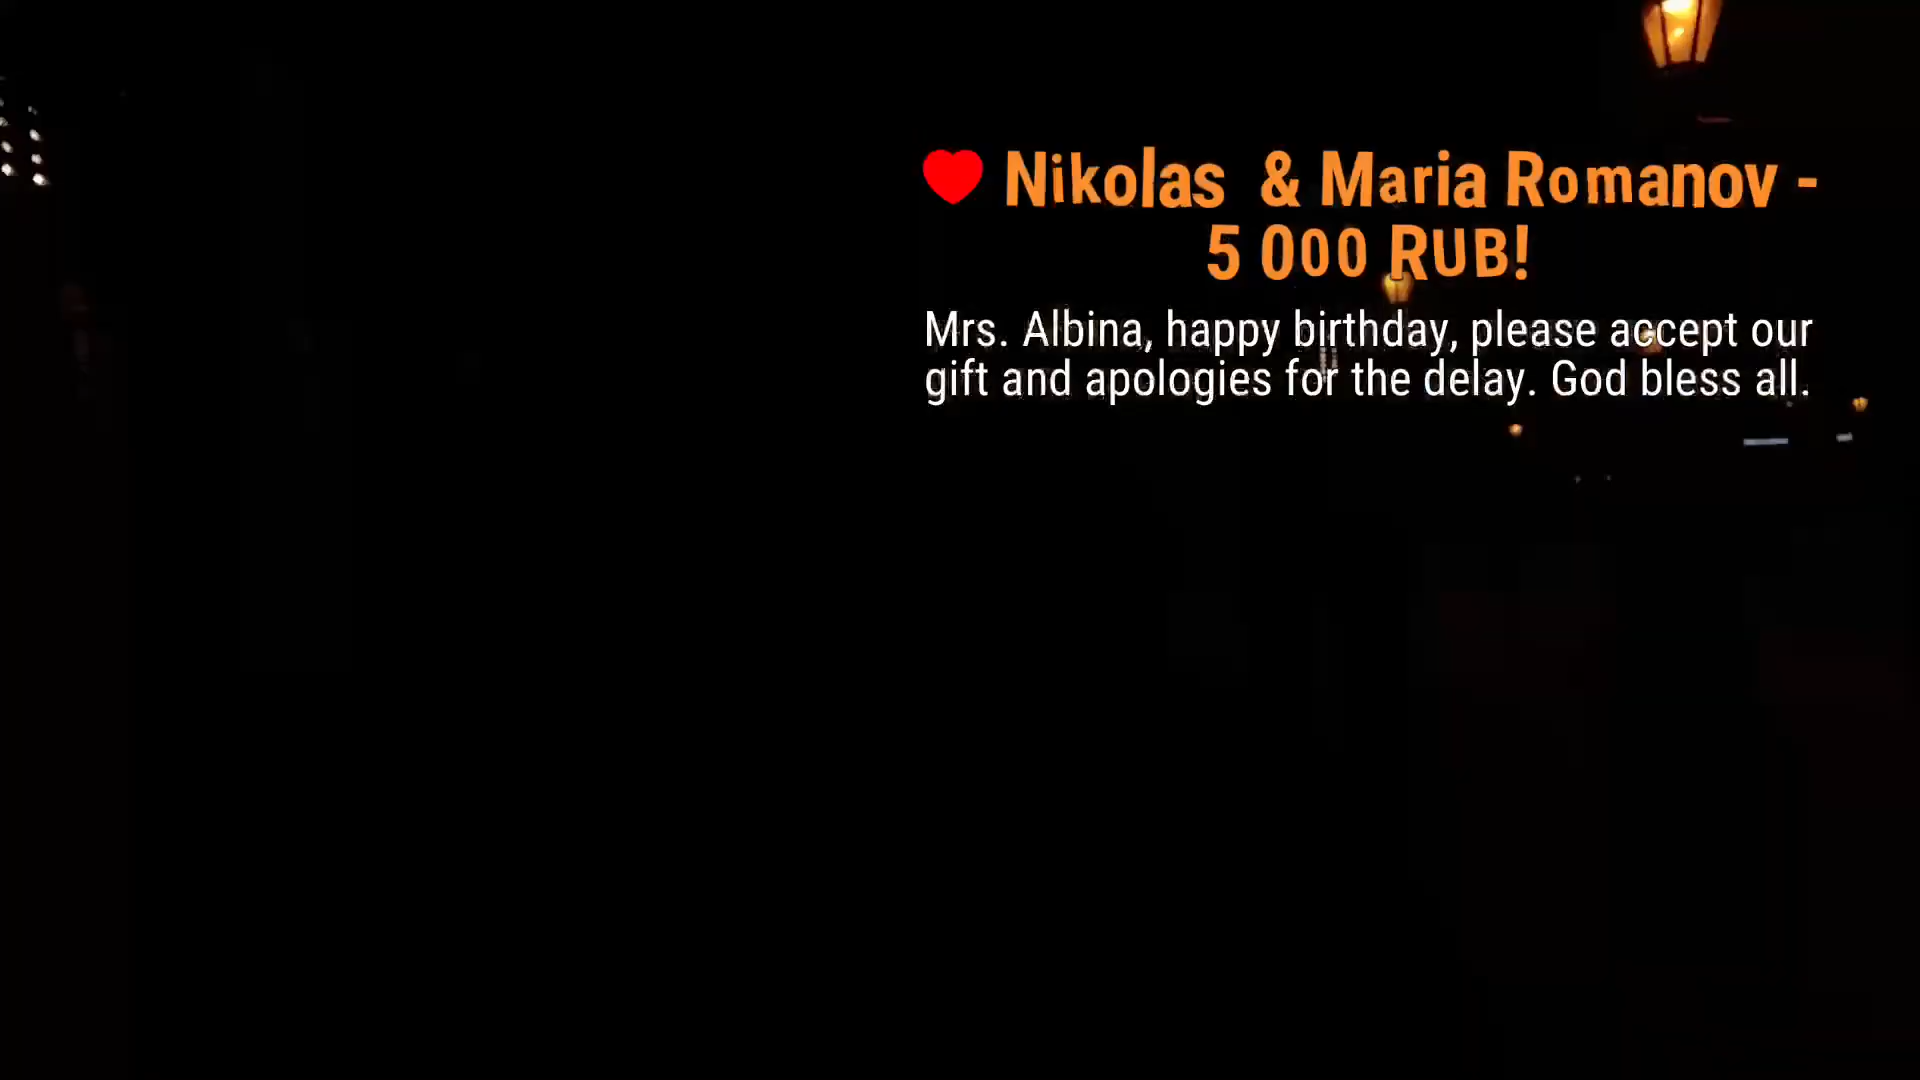 Nikolas & Maria Romanov -
5 000 RUB!
Mrs. Albina, happy birthday, please accept our
gift and apologies for the delay. God bless all.